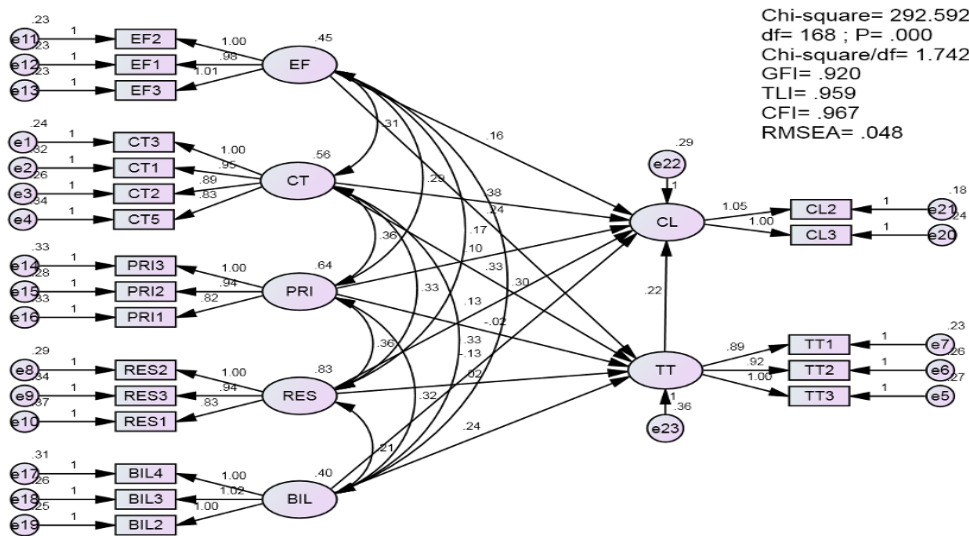 Chi-square= 292.592
df= 168 ; P= .000
Chi-square/df= 1.742
GFI= .920
TLI= .959
CFI= .967
RMSEA= .048
.23
e11 1 EF2 1.00 .45
.23
e12 1 EF1 .98 EF
.23
e13 1 EF3 1.01
.31
.24
e1 1 CT3 1.00 .56
.32
e2 1 CT1 .95 CT
.26
e3 1 CT2 .89
.34
e4 1 CT5 .83
.36
.33
e14 1 PRI3 1.00 .64
.28
e15 1 PRI2 .94 PRI
.33
e16 1 PRI1 .82
.36
.29
e8 1 RES2 1.00 .83
.34
e9 1 RES3 .94 RES
.37
e10 1 RES1 .83
.21
.31
e17 1 BIL4 1.00 .40
.26
e18 1 BIL3 1.02 BIL
.25
e19 1 BIL2 1.00
.16
.29
.38
.24
.17
.10
.33
.33
.13
.30
-.02
.33
-.13
.02
.32
.24
.29
e22
1
CL
.22
TT
1
.36
e23
1.05 CL2 1 e21 .18
1.00 CL3 1 e20 .24
.89 TT1 1 e7 .23
.92 TT2 1 e6 .26
1.00 TT3 1 e5 .27